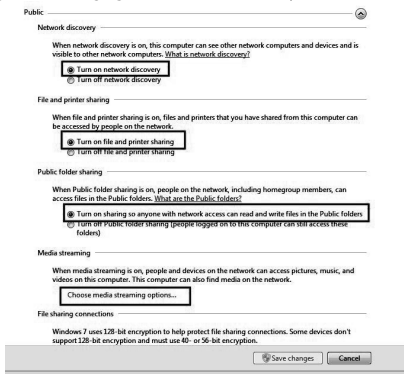 Public
Network discovery
When network discovery is on, this computer can see other network computers and devices and is
visible to other network computers. What is network discovery?
Turn on network discovery
Turn off network discovery
File and printer sharing
When file and printer sharing is on, files and printers that you have shared from this computer can
be accessed by people on the network.
Turn on file and printer sharing
Turn off file and printer sharing
Public folder sharing
When Public folder sharing is on, people on the network, including homegroup members, can
access files in the Public folders. What are the Public folders?
Turn on sharing so anyone with network access can read and write files in the Public folders
Turn off Public folder sharing (people logged on to this computer can still access these
folders)
Media streaming
When media streaming is on, people and devices on the network can access pictures, music, and
videos on this computer. This computer can also find media on the network.
Choose media streaming options...
File sharing connections
Windows 7 uses 128-bit encryption to help protect file sharing connections. Some devices don't
support 128-bit encryption and must use 40- or 56-bit encryption.
Save changes Cancel